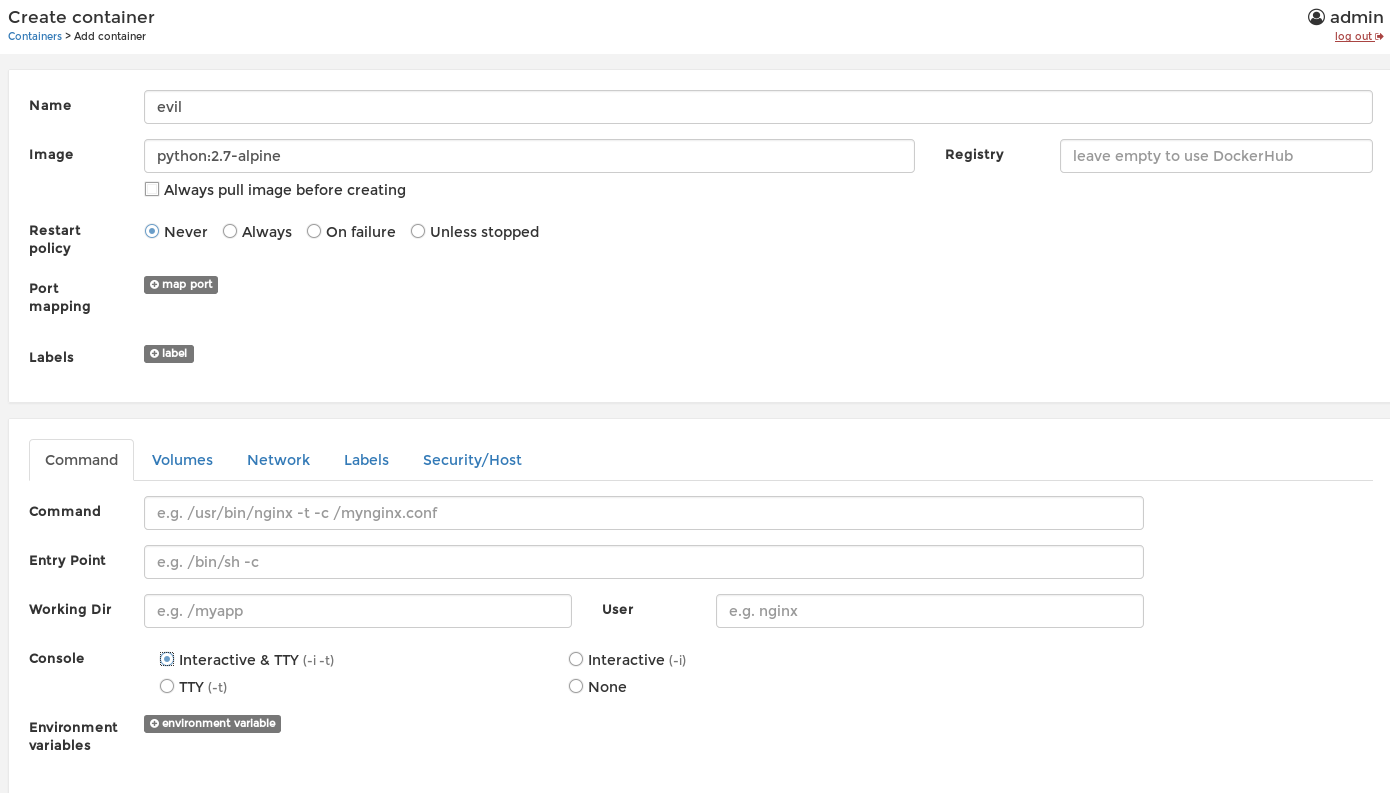 Create container
admin
Containers > Add container
log out
Name
evil
Image
python:2.7-alpine
Registry
leave empty to use DockerHub
Always pull image before creating
Restart
policy
Never
Always
On failure
Unless stopped
Port
mapping
map port
Labels
label
Command
Volumes
Network
Labels
Security/Host
Command
e.g. /usr/bin/nginx -t -c /mynginx.conf
Entry Point
e.g. /bin/sh -c
Working Dir
e.g. /myapp
User
e.g. nginx
Console
Interactive & TTY (-i -t)
Interactive (-i)
TTY (-t)
None
Environment
variables
environment variable